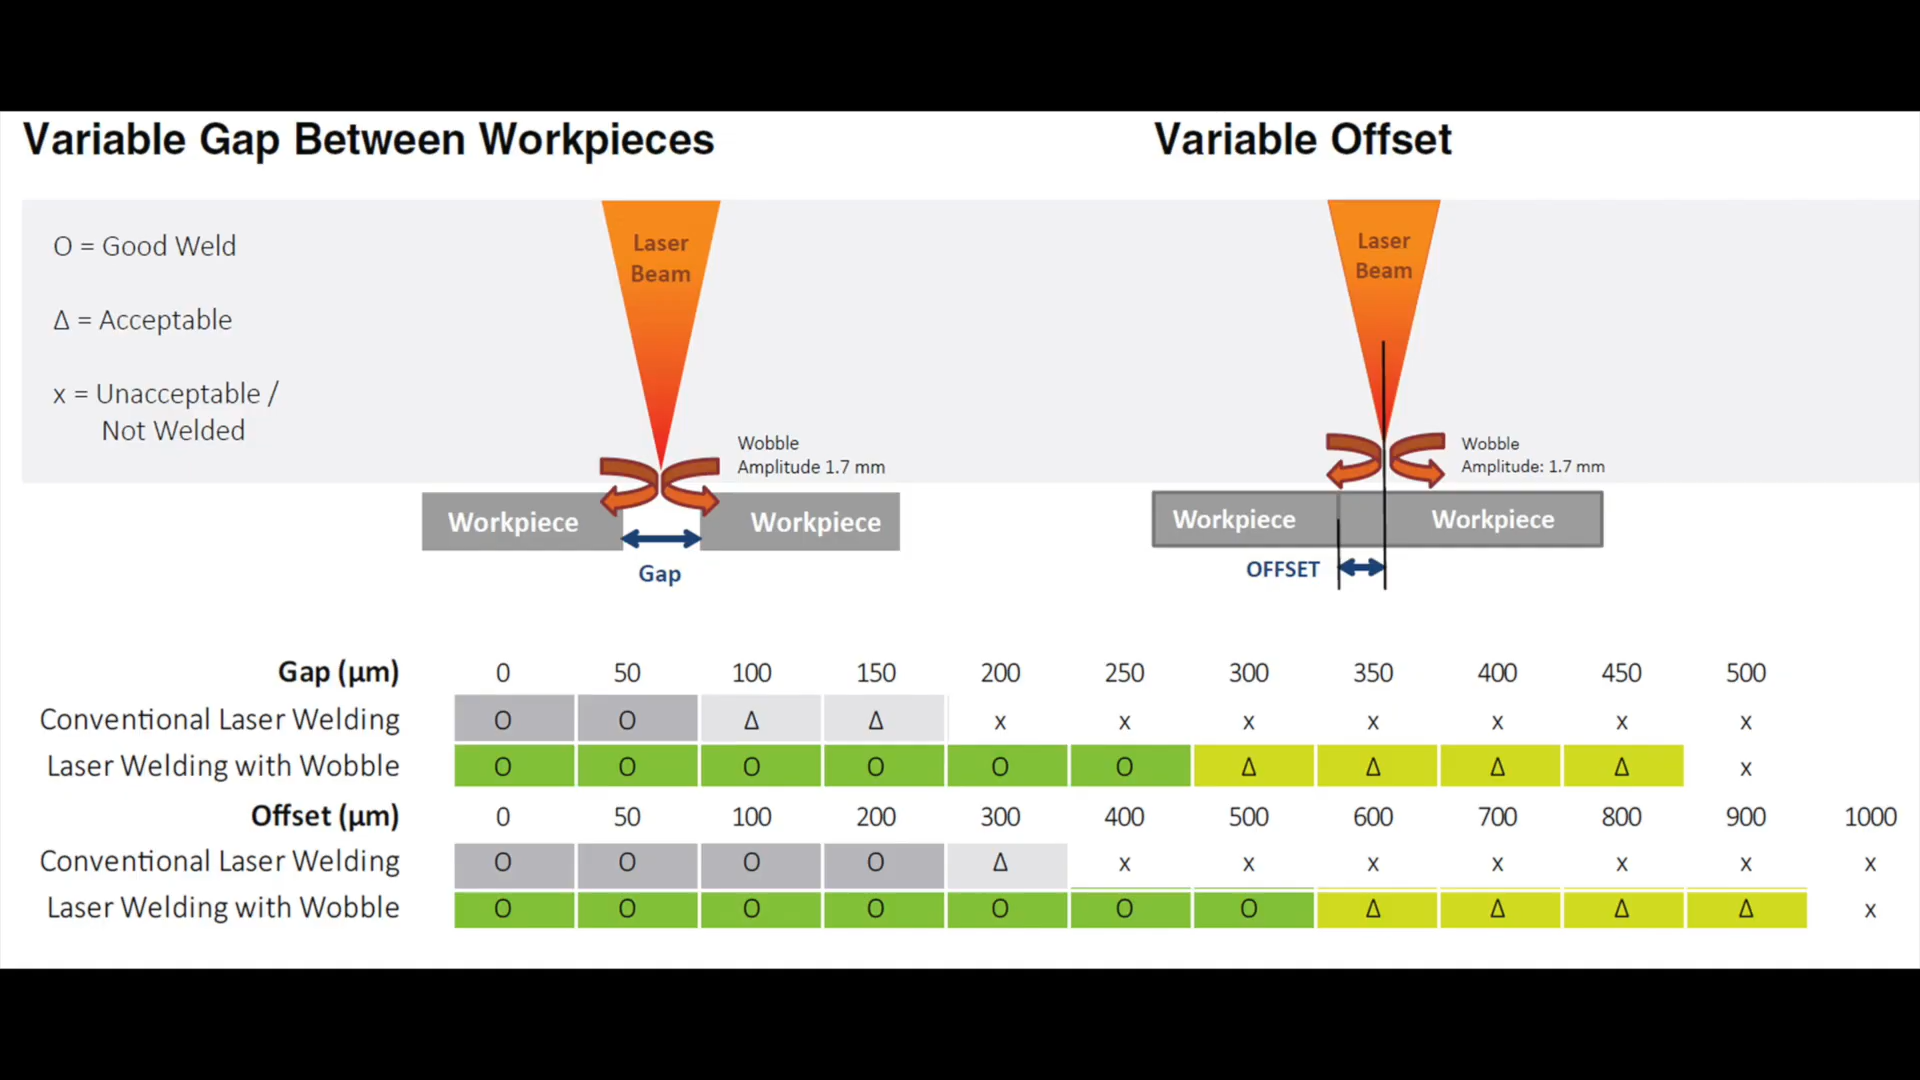 Variable Gap Between Workpieces
Variable Offset
O = Good Weld
Δ = Acceptable
x = Unacceptable /
Not Welded
Laser
Beam
Wobble
Amplitude 1.7 mm
Workpiece
Workpiece
Gap
Laser
Beam
Wobble
Amplitude: 1.7 mm
Workpiece
Workpiece
OFFSET
Gap (µm) 0 50 100 150 200 250 300 350 400 450 500
Conventional Laser Welding O O Δ Δ x x x x x x x
Laser Welding with Wobble O O O O O O Δ Δ Δ Δ x
Offset (µm) 0 50 100 200 300 400 500 600 700 800 900 1000
Conventional Laser Welding O O O O Δ x x x x x x x
Laser Welding with Wobble O O O O O O O Δ Δ Δ Δ x